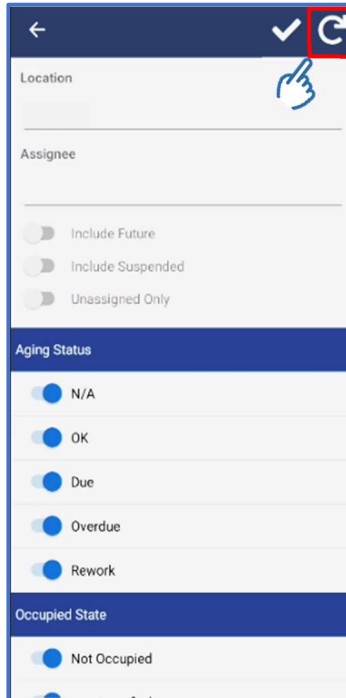 Location
Assignee
Include Future
Include Suspended
Unassigned Only
Aging Status
N/A
OK
Due
Overdue
Rework
Occupied State
Not Occupied